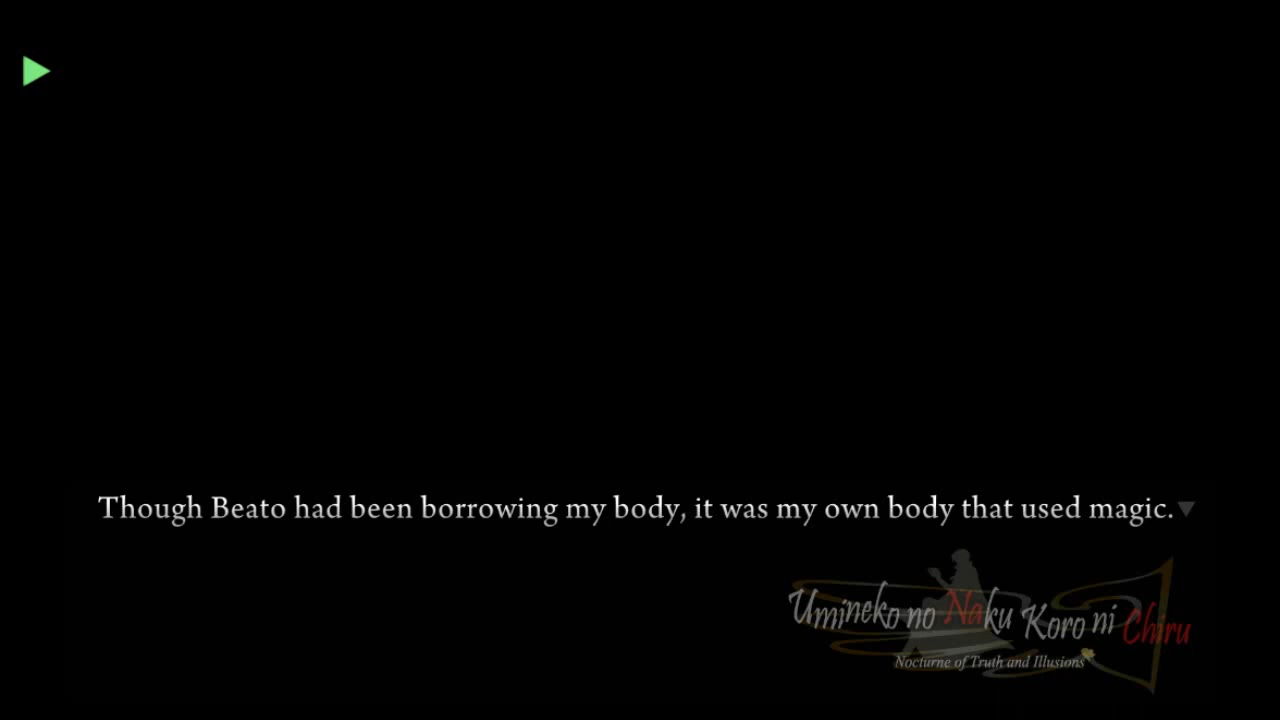 Though Beato had been borrowing my body, it was my own body that used magic.
Umineko no Naku Koro ni Chiru
Nocturne of Truth and Illusions